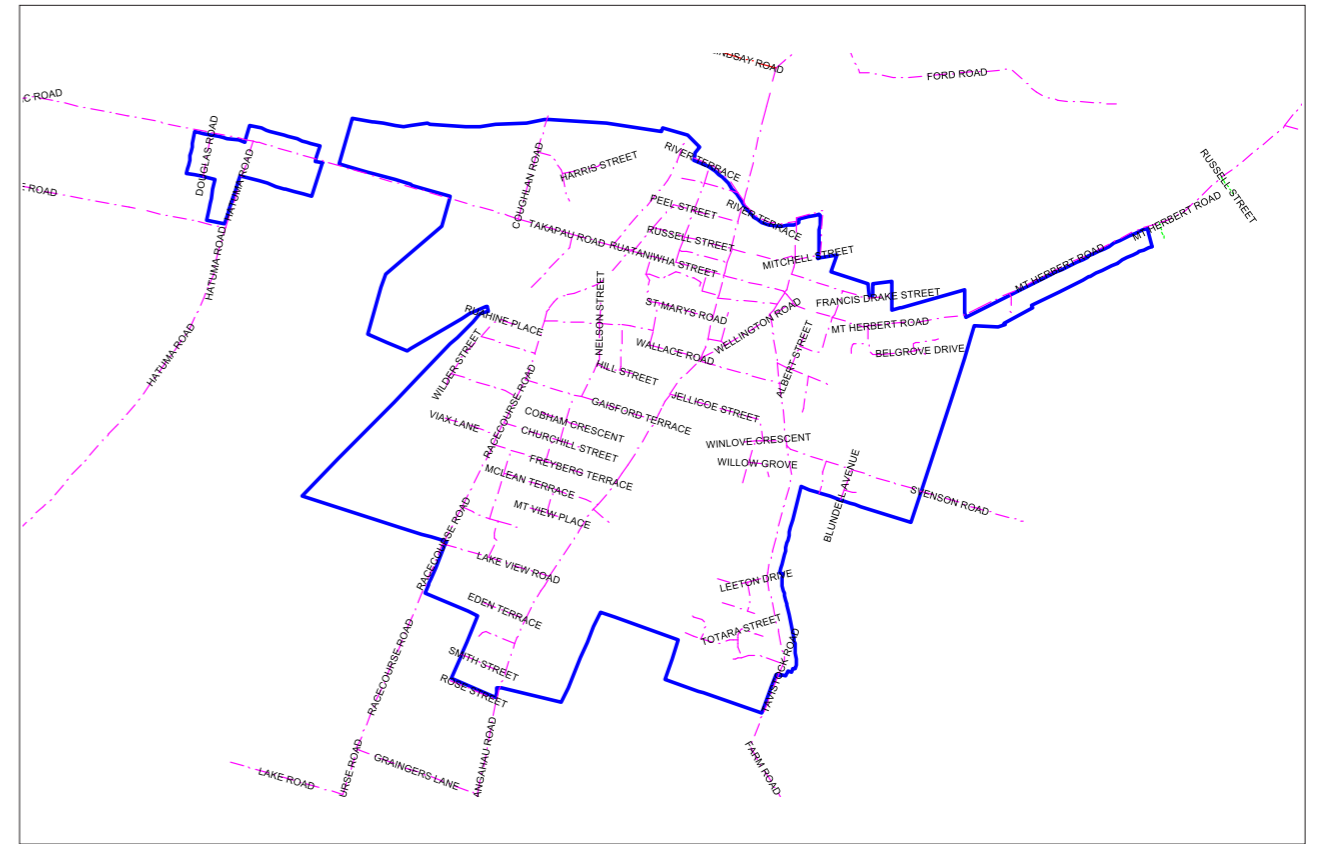 INDSAY ROAD
FORD ROAD
C ROAD
DOUGLAS ROAD
HATUMA ROAD
COUGHLAN ROAD
HARRIS STREET
RIVER TERRACE
RUSSELL STREET
ROAD
PEEL STREET
RIVER TERRACE
MT HERBERT ROAD
TAKAPAU ROAD
RUATANIWHA STREET
RUSSELL STREET
MITCHELL STREET
MT HERBERT ROAD
HATUMA ROAD
NELSON STREET
ST MARYS ROAD
WELLINGTON ROAD
FRANCIS DRAKE STREET
MT HERBERT ROAD
HATUMA ROAD
PLACE
WALLACE ROAD
ALBERT STREET
BELGROVE DRIVE
WILDER STREET
HILL STREET
RACECOURSE ROAD
GAISFORD TERRACE
JELLICOE STREET
VIAX LANE
COBHAM CRESCENT
CHURCHILL STREET
WINLOVE CRESCENT
FREYBERG TERRACE
WILLOW GROVE
MCLEAN TERRACE
BLUNDELL AVENUE
SVENSON ROAD
MT VIEW PLACE
RACECOURSE ROAD
LAKE VIEW ROAD
LEETON DRIVE
EDEN TERRACE
TOTARA STREET
RACECOURSE ROAD
SMITH STREET
TAVISTOCK ROAD
ROSE STREET
ANGAHAU ROAD
FARM ROAD
LAKE ROAD
URSE ROAD
GRAINGERS LANE